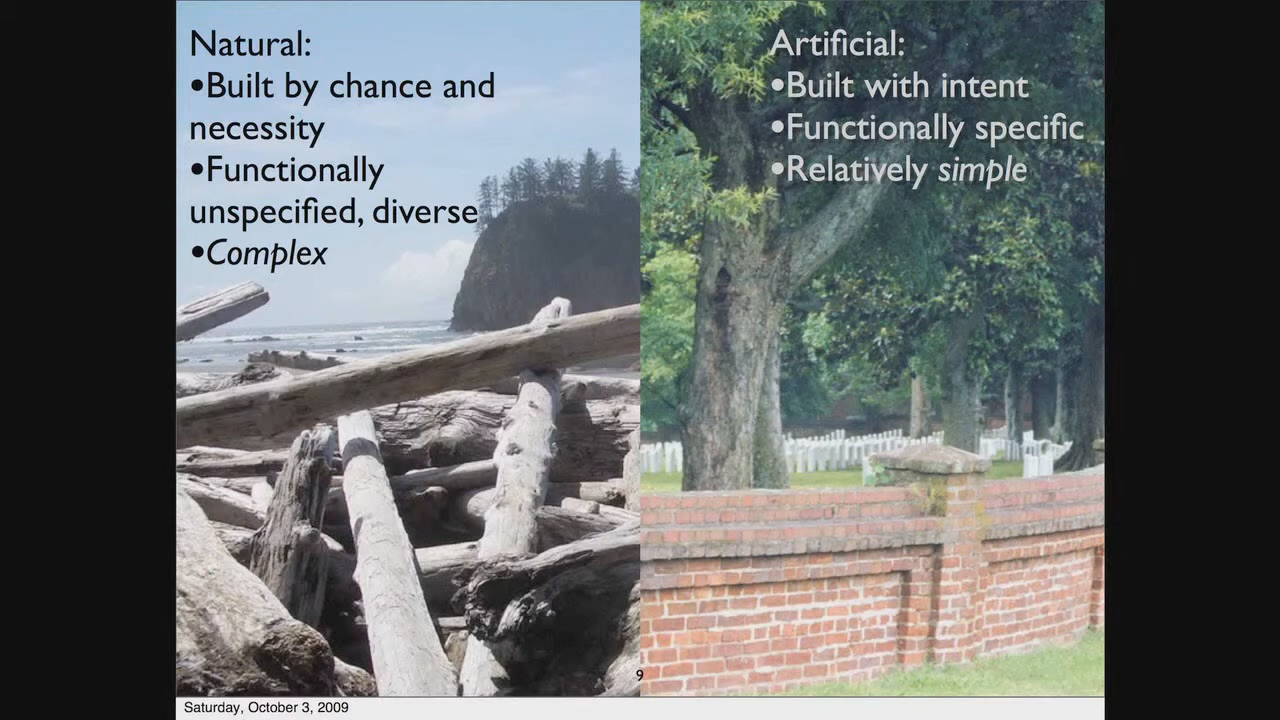 Natural:
•Built by chance and
necessity
•Functionally
unspecified, diverse
•Complex
Artificial:
•Built with intent
•Functionally specific
•Relatively simple
9
Saturday, October 3, 2009